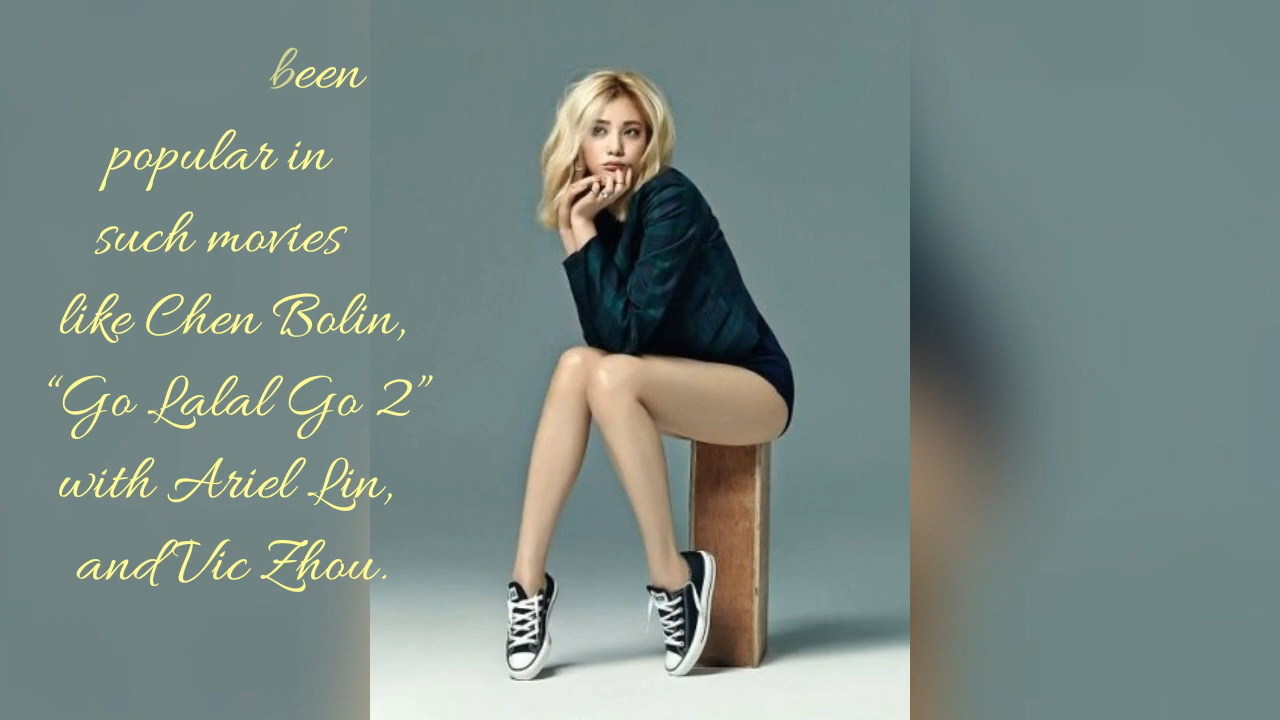 been
popular in
such movies
like Chen Bolin,
“Go Lalal Go 2”
with Ariel Lin,
and Vic Zhou.